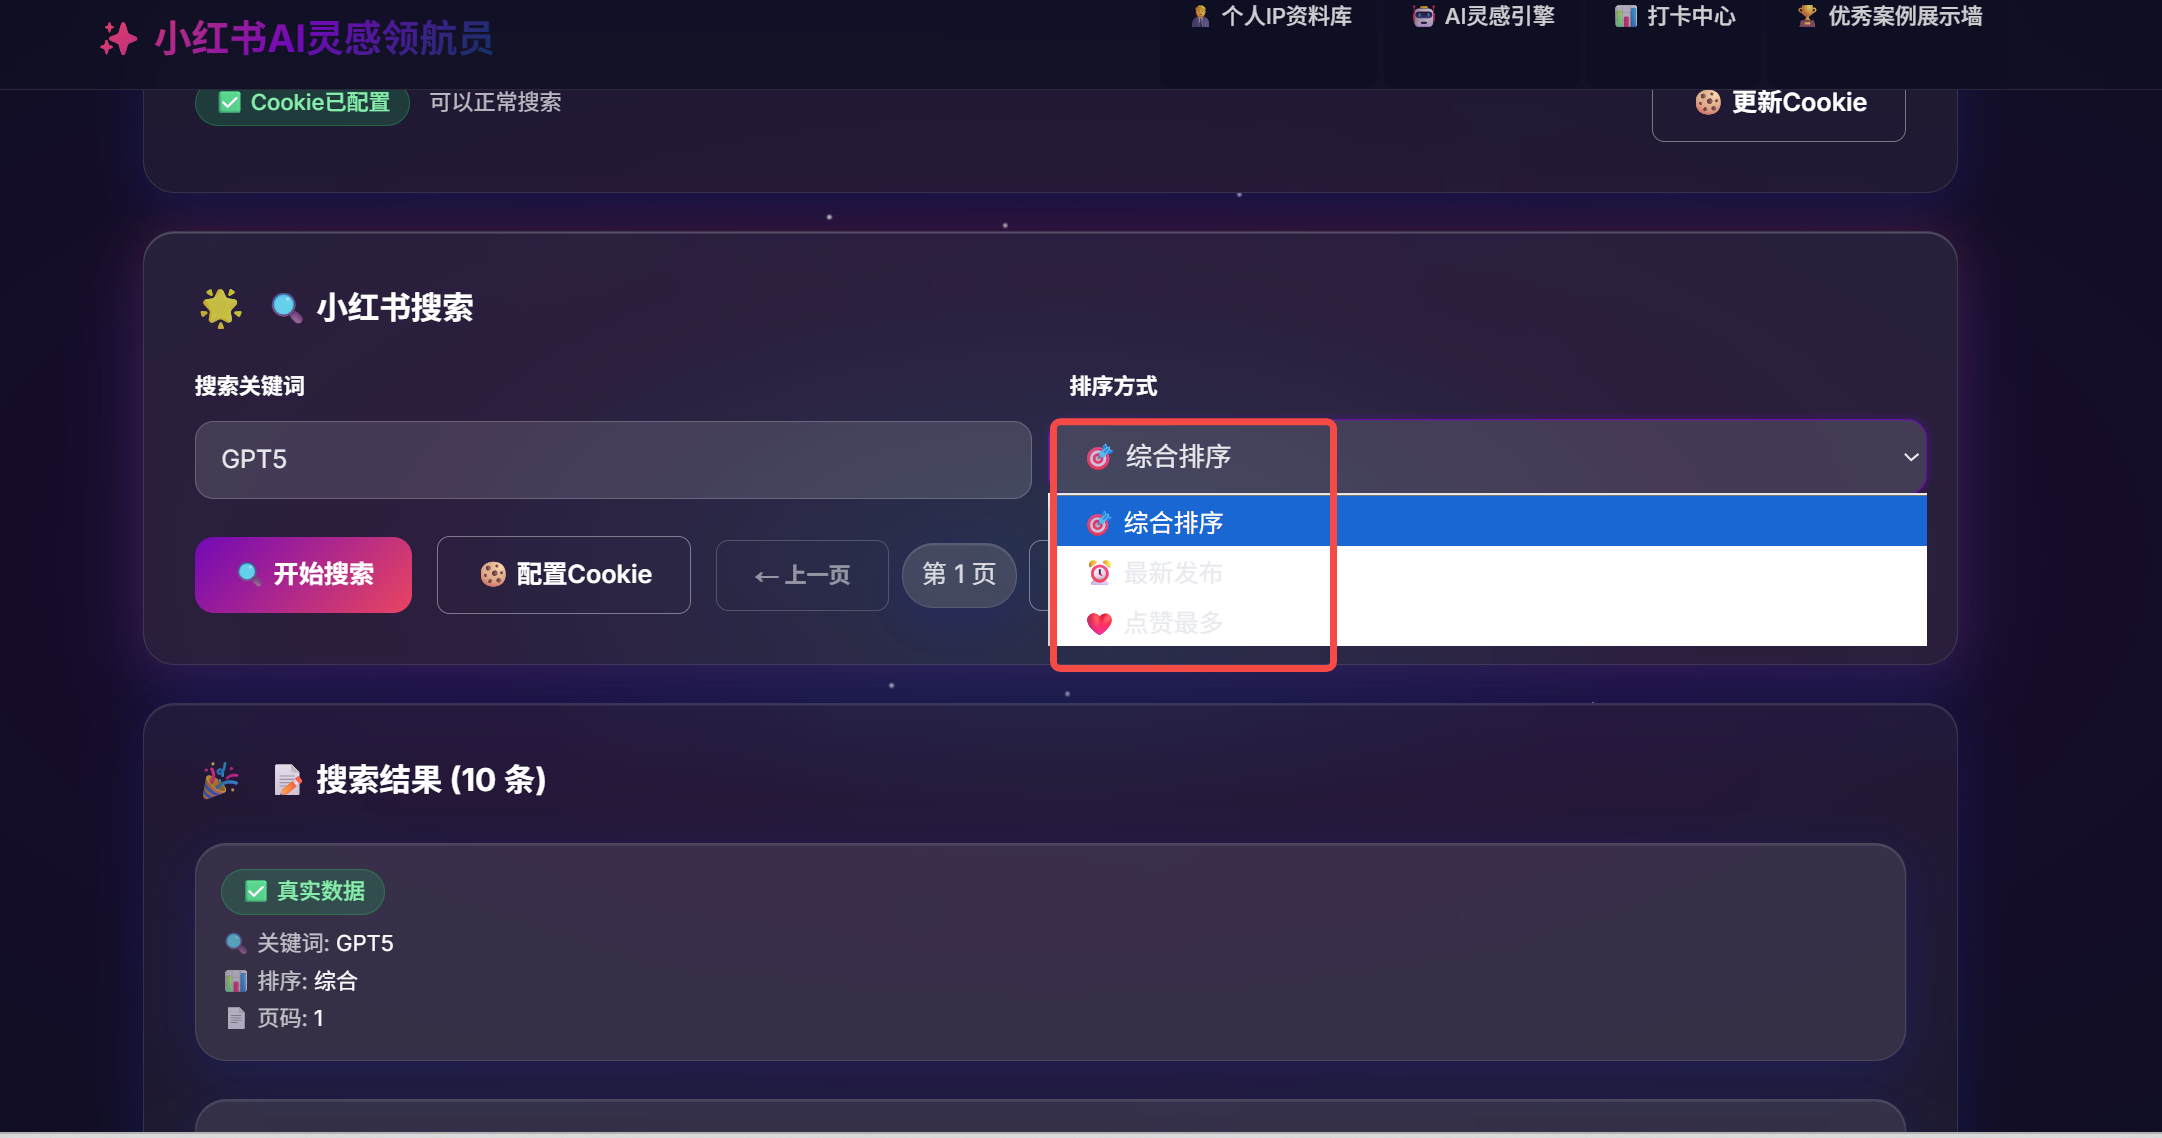 小红书AI灵感领航员
个人IP资料库
AI灵感引擎
打卡中心
优秀案例展示墙
Cookie已配置
可以正常搜索
更新Cookie
小红书搜索
搜索关键词
排序方式
GPT5
综合排序
综合排序
最新发布
点赞最多
开始搜索
配置Cookie
←上一页
第 1 页
搜索结果 (10 条)
真实数据
关键词: GPT5
排序: 综合
页码: 1